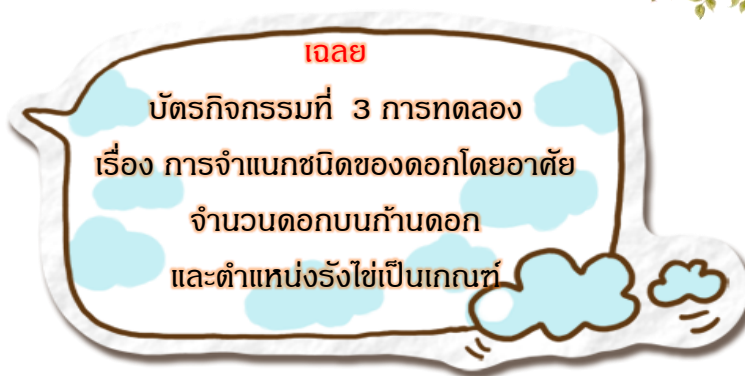 เฉลย
บัตรกิจกรรมที่ 3 การทดลอง
เรื่อง การจำแนกชนิดของดอกโดยอาศัย
จำนวนดอกบนก้านดอก
และตำแหน่งรังไข่เป็นเกณฑ์